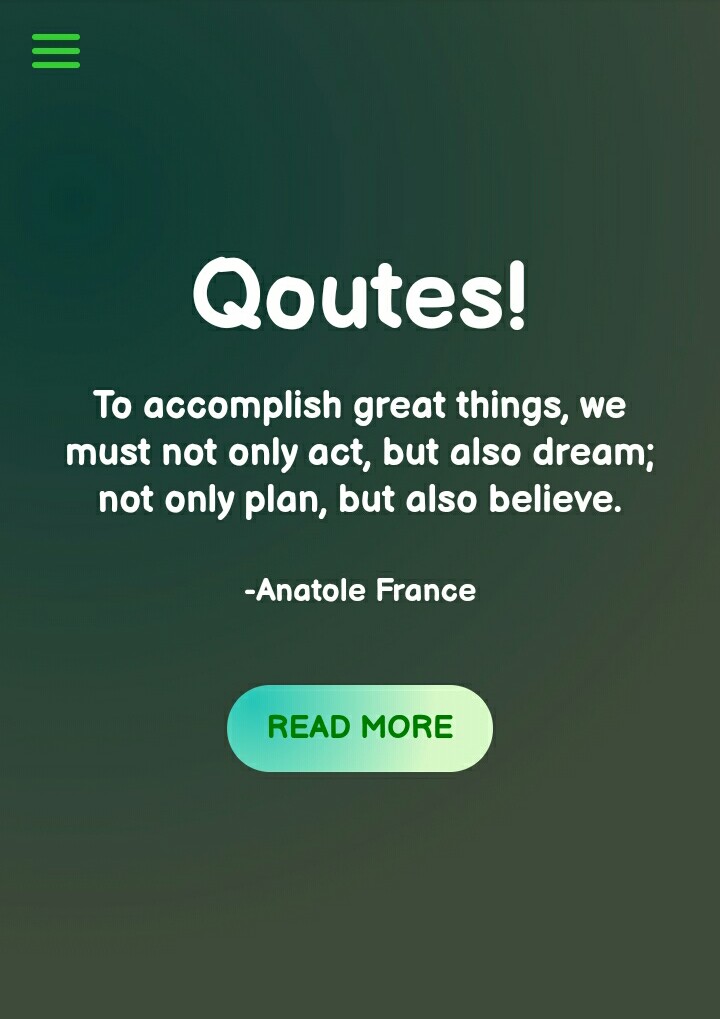 Qoutes!
To accomplish great things, we
must not only act, but also dream;
not only plan, but also believe.
-Anatole France
READ MORE